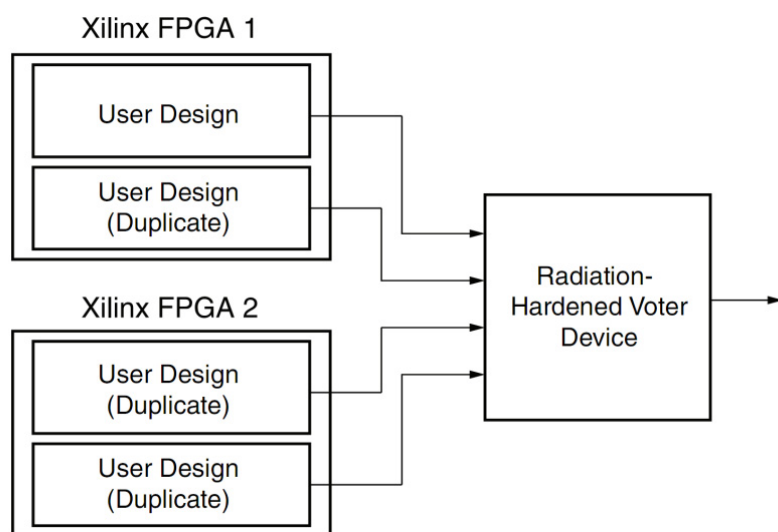 Xilinx FPGA 1
User Design
User Design
(Duplicate)
Xilinx FPGA 2
User Design
(Duplicate)
User Design
(Duplicate)
Radiation-
Hardened Voter
Device